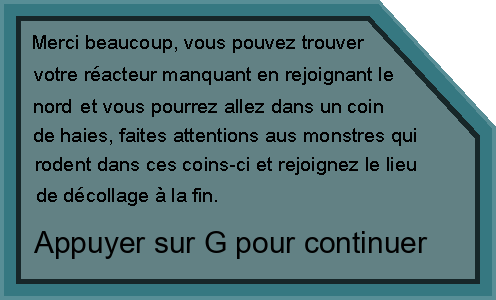 Merci beaucoup, vous pouvez trouver
votre réacteur manquant en rejoignant le
nord et vous pourrez allez dans un coin
de haies, faites attentions aus monstres qui
rodent dans ces coins-ci et rejoignez le lieu
de décollage à la fin.
Appuyer sur G pour continuer